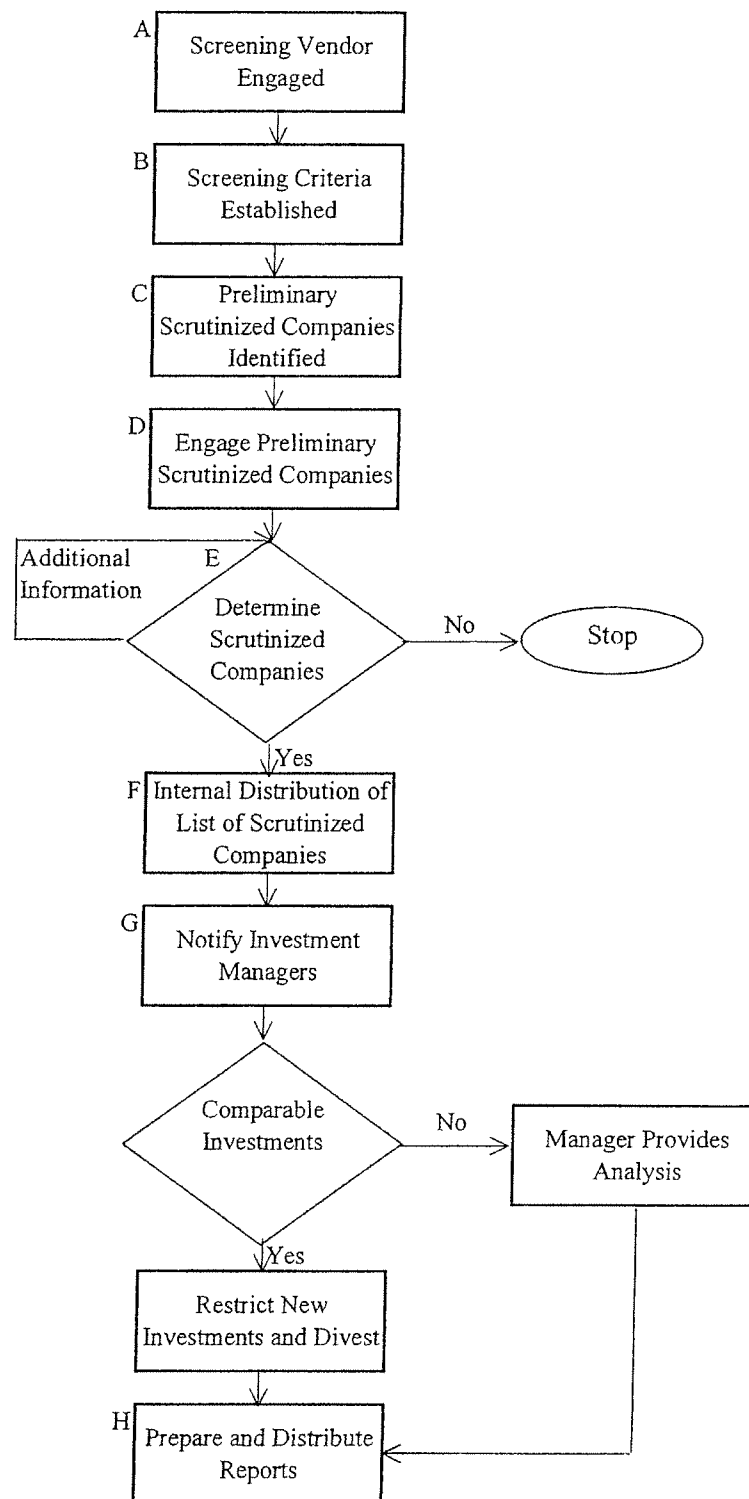 A
Screening Vendor
Engaged
B
Screening Criteria
Established
C
Preliminary
Scrutinized Companies
Identified
D
Engage Preliminary
Scrutinized Companies
Additional
Information
E
Determine
Scrutinized
Companies
No
Stop
Yes
F
Internal Distribution of
List of Scrutinized
Companies
G
Notify Investment
Managers
Comparable
Investments
No
Manager Provides
Analysis
Yes
Restrict New
Investments and Divest
H
Prepare and Distribute
Reports